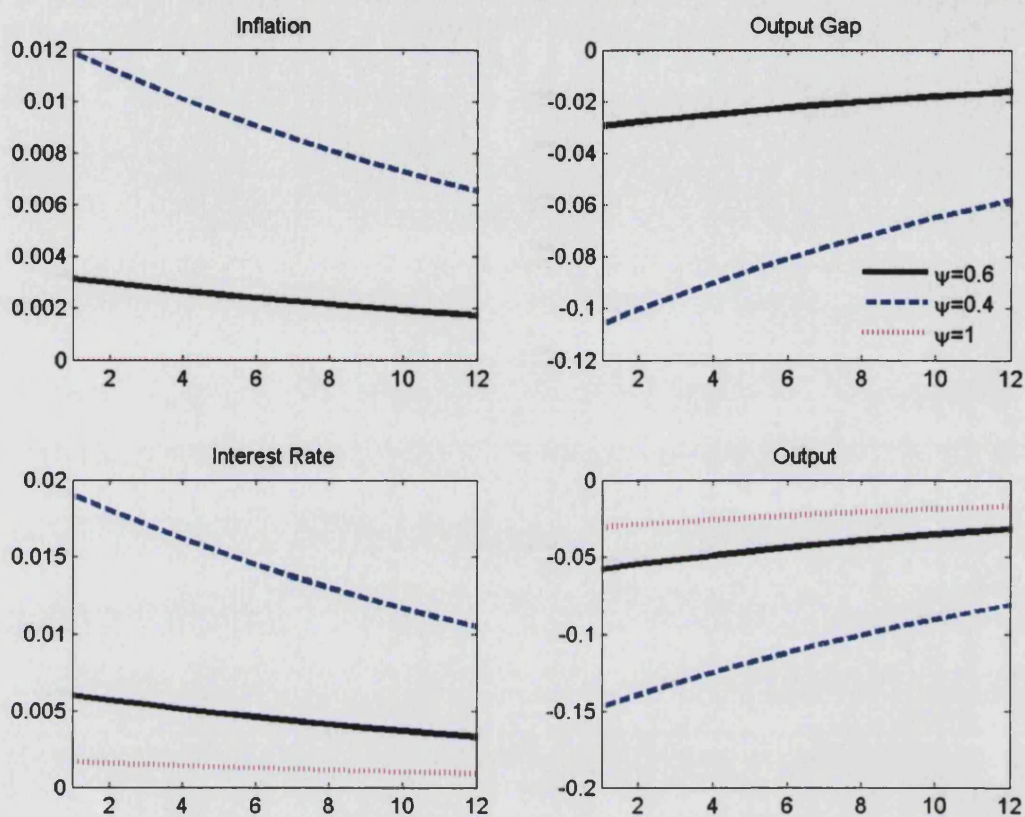 Inflation
0.012
0.01
0.008
0.006
0.004
0.002
0
2 4 6 8 10 12
Output Gap
0
-0.02
-0.04
-0.06
-0.08
-0.1
-0.12
2 4 6 8 10 12
ψ=0.6
ψ=0.4
ψ=1
Interest Rate
0.02
0.015
0.01
0.005
0
2 4 6 8 10 12
Output
0
-0.05
-0.1
-0.15
-0.2
2 4 6 8 10 12